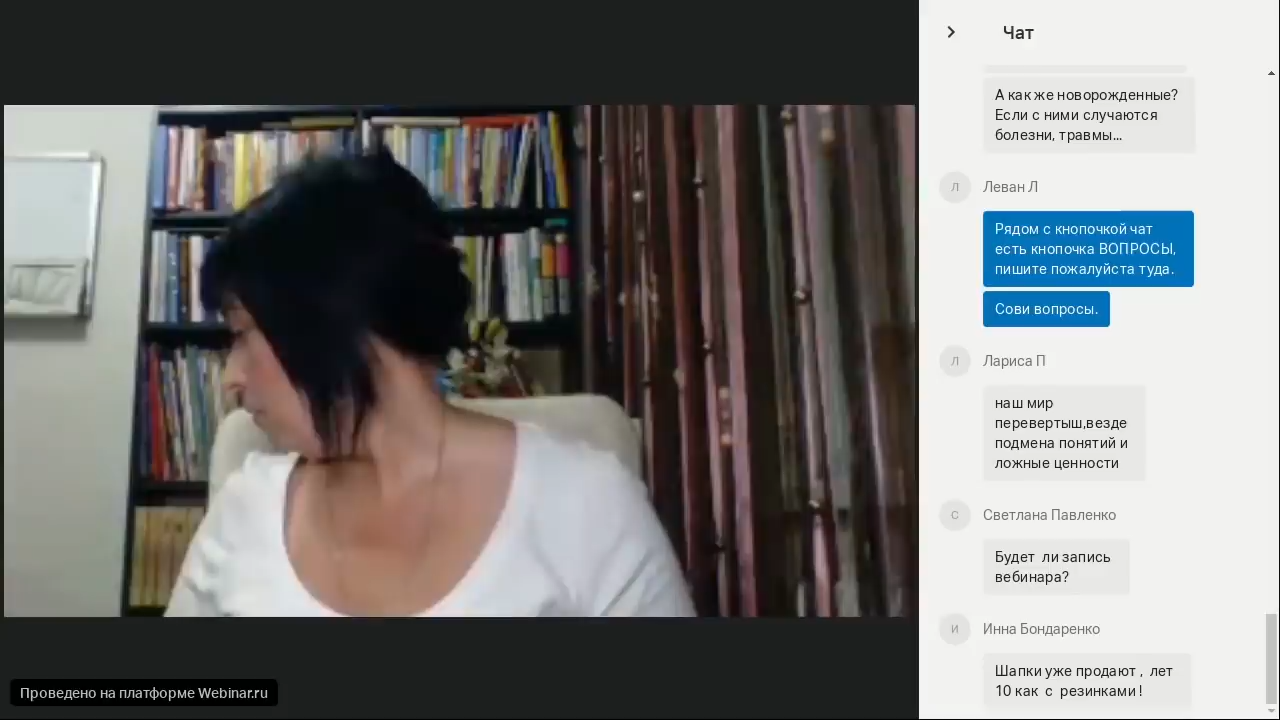 Чат
А как же новорожденные?
Если с ними случаются
болезни, травмы...
Л
Леван Л
Рядом с кнопочкой чат
есть кнопочка ВОПРОСЫ,
пишите пожалуйста туда.
Сови вопросы.
Л
Лариса П
наш мир
перевертыш,везде
подмена понятий и
ложные ценности
С
Светлана Павленко
Будет ли запись
вебинара?
И
Инна Бондаренко
Шапки уже продают , лет
10 как с резинками !
Проведено на платформе Webinar.ru